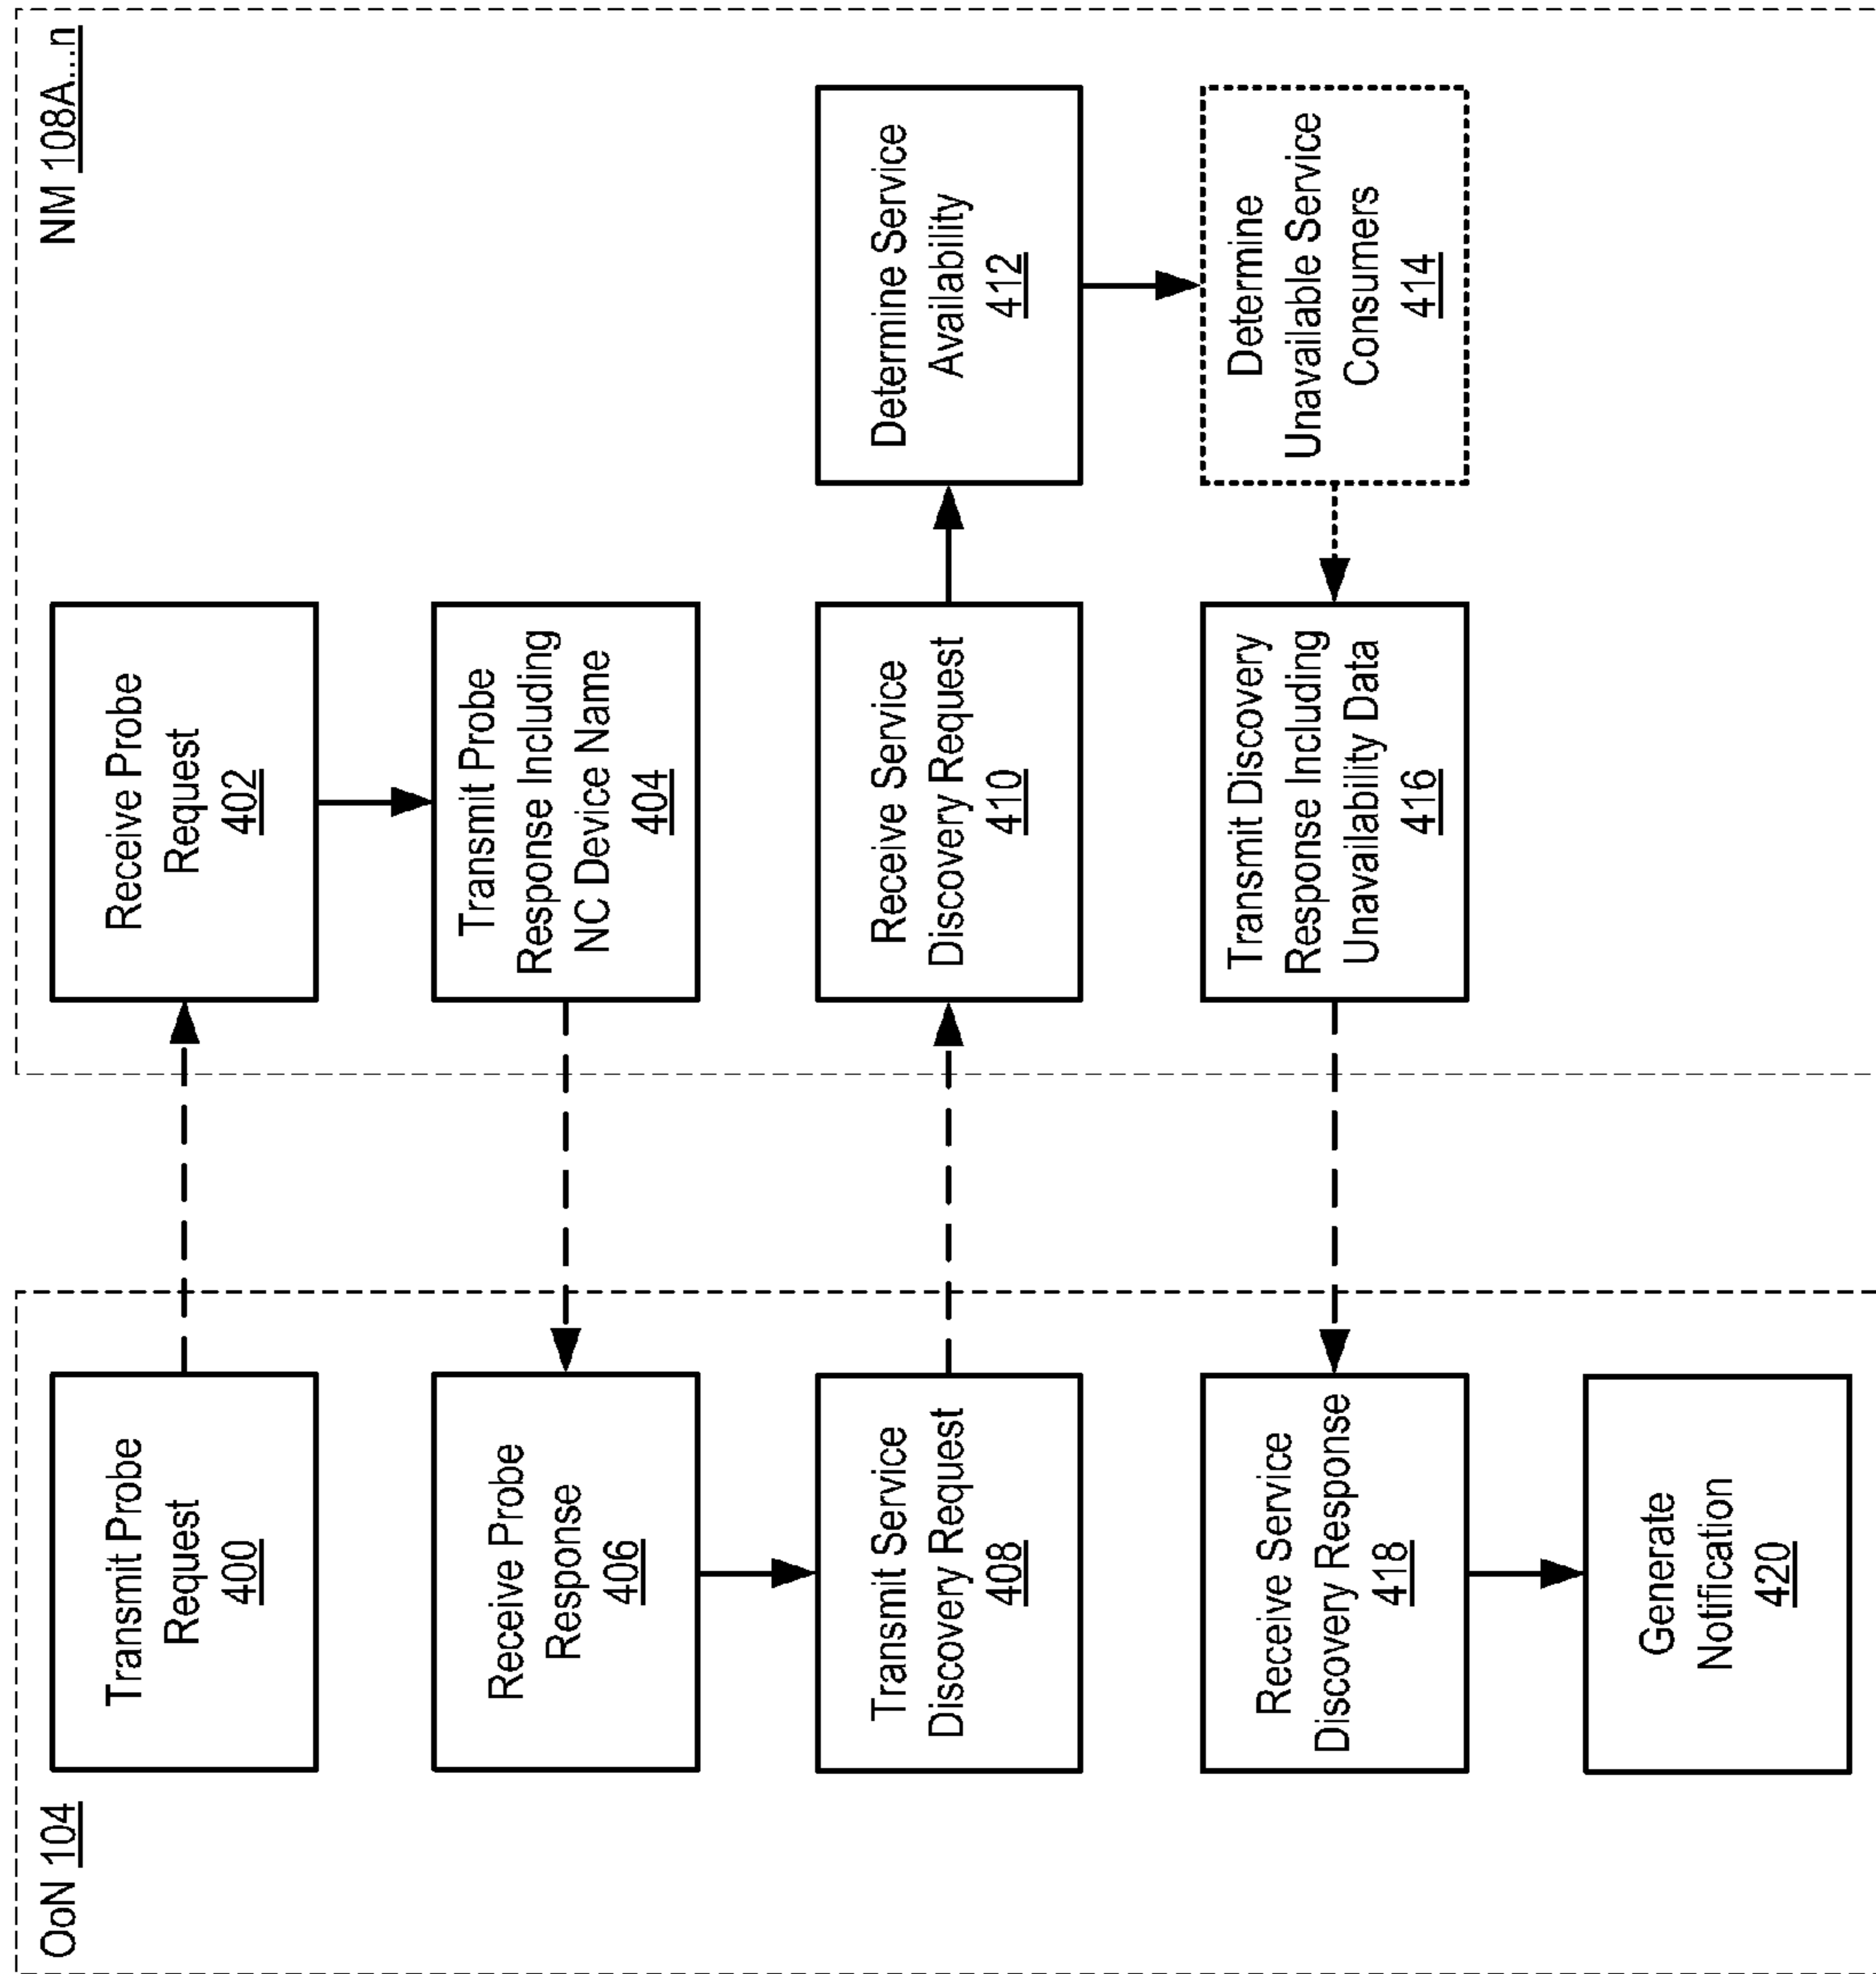 OoN 104
NM 108A...n
Transmit Probe
Request
400
Receive Probe
Request
402
Transmit Probe
Response Including
NC Device Name
404
Receive Probe
Response
406
Transmit Service
Discovery Request
408
Receive Service
Discovery Request
410
Determine Service
Availability
412
Determine
Unavailable Service
Consumers
414
Transmit Discovery
Response Including
Unavailability Data
416
Receive Service
Discovery Response
418
Generate
Notification
420